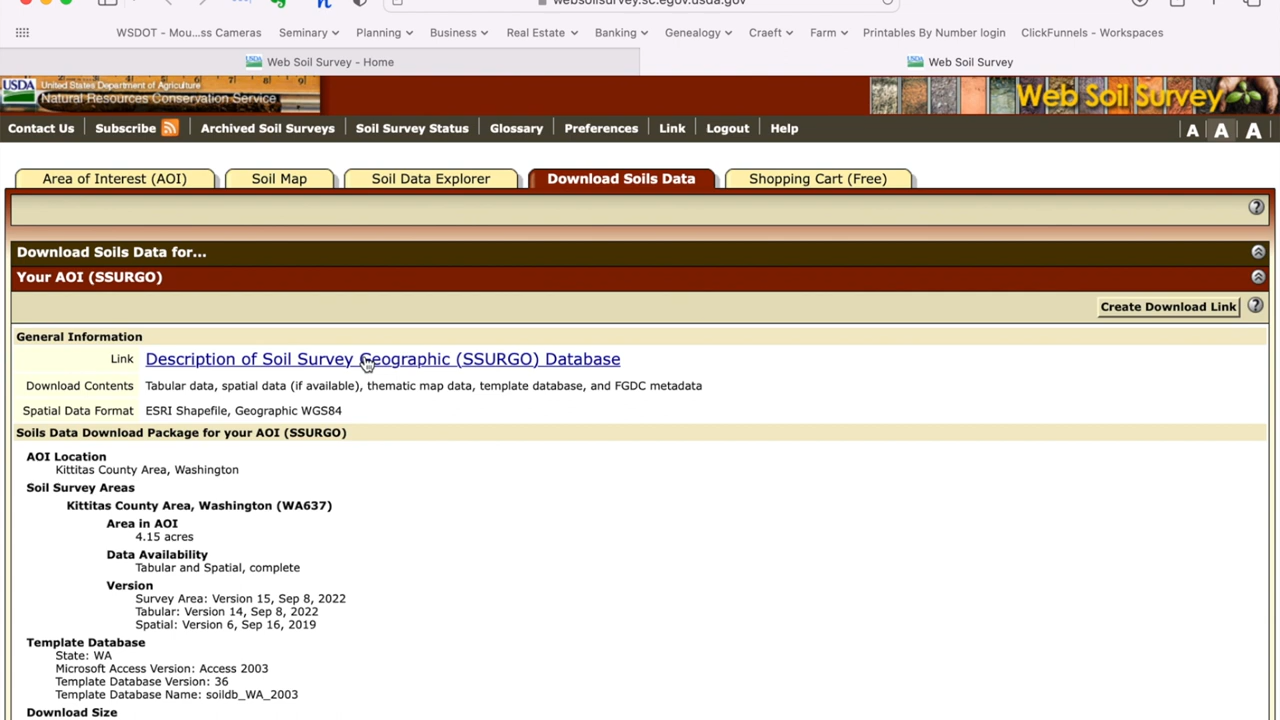 websoilsurvey.sc.egov.usda.gov
WSDOT - Mou...ss Cameras Seminary Planning Business Real Estate Banking Genealogy Craeft Farm Printables By Number login ClickFunnels - Workspaces
USDA Web Soil Survey - Home USDA Web Soil Survey
USDA United States Department of Agriculture
Natural Resources Conservation Service
Web Soil Survey
Contact Us Subscribe Archived Soil Surveys Soil Survey Status Glossary Preferences Link Logout Help A A A
Area of Interest (AOI) Soil Map Soil Data Explorer Download Soils Data Shopping Cart (Free)
?
Download Soils Data for...
Your AOI (SSURGO)
Create Download Link ?
General Information
Link Description of Soil Survey Geographic (SSURGO) Database
Download Contents Tabular data, spatial data (if available), thematic map data, template database, and FGDC metadata
Spatial Data Format ESRI Shapefile, Geographic WGS84
Soils Data Download Package for your AOI (SSURGO)
AOI Location
Kittitas County Area, Washington
Soil Survey Areas
Kittitas County Area, Washington (WA637)
Area in AOI
4.15 acres
Data Availability
Tabular and Spatial, complete
Version
Survey Area: Version 15, Sep 8, 2022
Tabular: Version 14, Sep 8, 2022
Spatial: Version 6, Sep 16, 2019
Template Database
State: WA
Microsoft Access Version: Access 2003
Template Database Version: 36
Template Database Name: soildb_WA_2003
Download Size